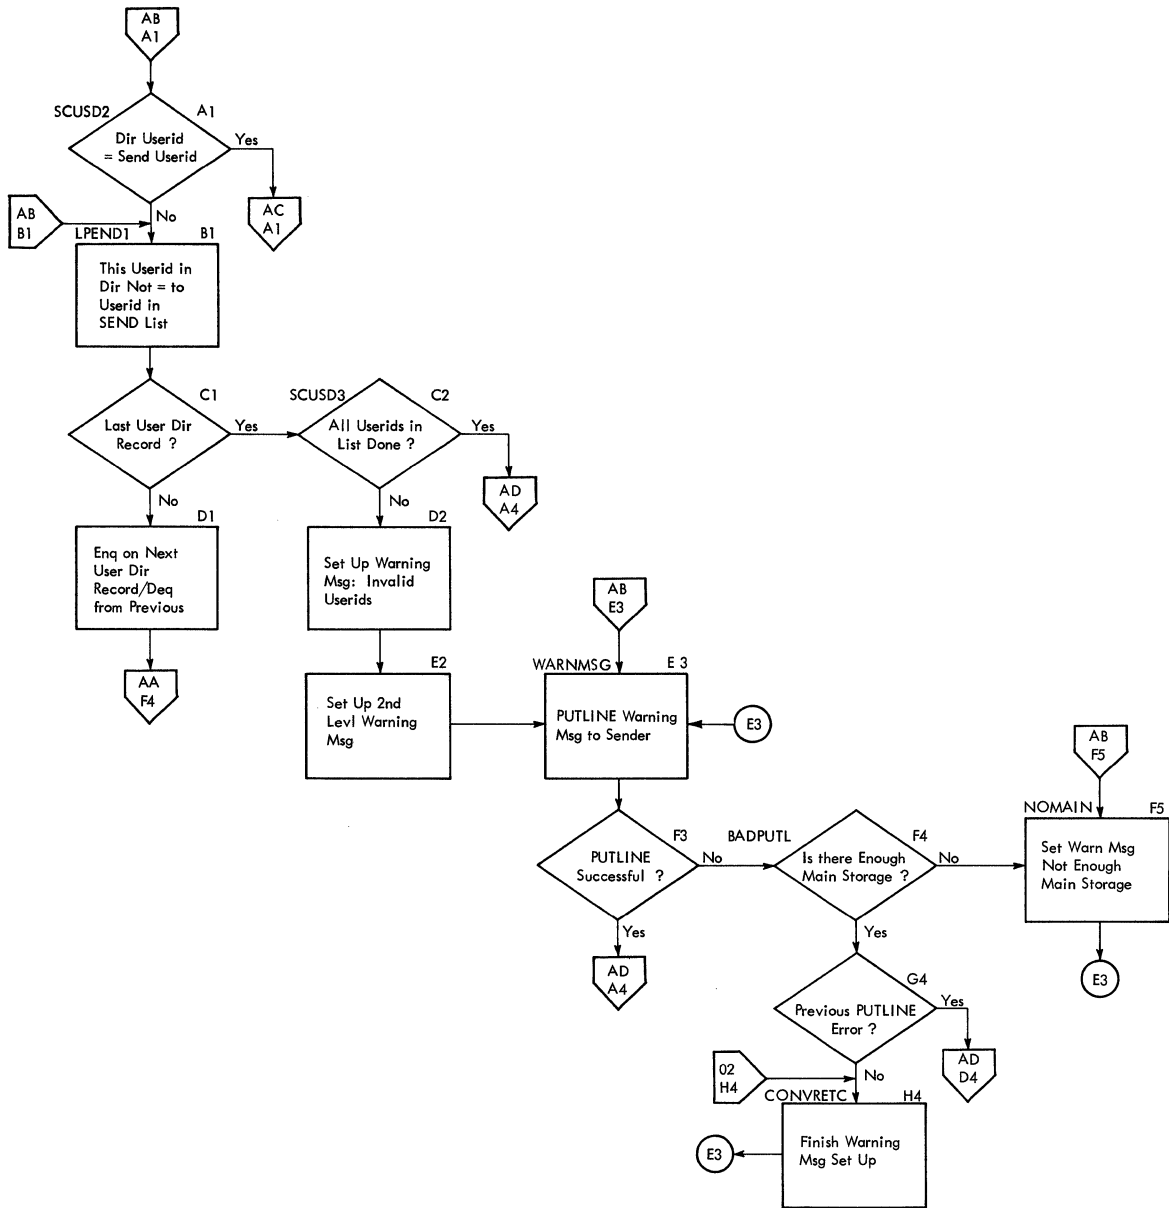 AB
A1
SCUSD2
A1
Dir Userid
= Send Userid
Yes
No
AC
A1
AB
B1
LPEND1
B1
This Userid in
Dir Not = to
Userid in
SEND List
C1
Last User Dir
Record ?
Yes
No
SCUSD3
C2
All Userids in
List Done ?
Yes
No
AD
A4
D1
Enq on Next
User Dir
Record/Deq
from Previous
AA
F4
D2
Set Up Warning
Msg: Invalid
Userids
E2
Set Up 2nd
Levl Warning
Msg
AB
E3
WARNMSG
E 3
PUTLINE Warning
Msg to Sender
E3
F3
PUTLINE
Successful ?
No
Yes
AD
A4
BADPUTL
F4
Is there Enough
Main Storage ?
No
Yes
AB
F5
NOMAIN
F5
Set Warn Msg
Not Enough
Main Storage
E3
G4
Previous PUTLINE
Error ?
Yes
No
AD
D4
02
H4
CONVRETC
H4
Finish Warning
Msg Set Up
E3